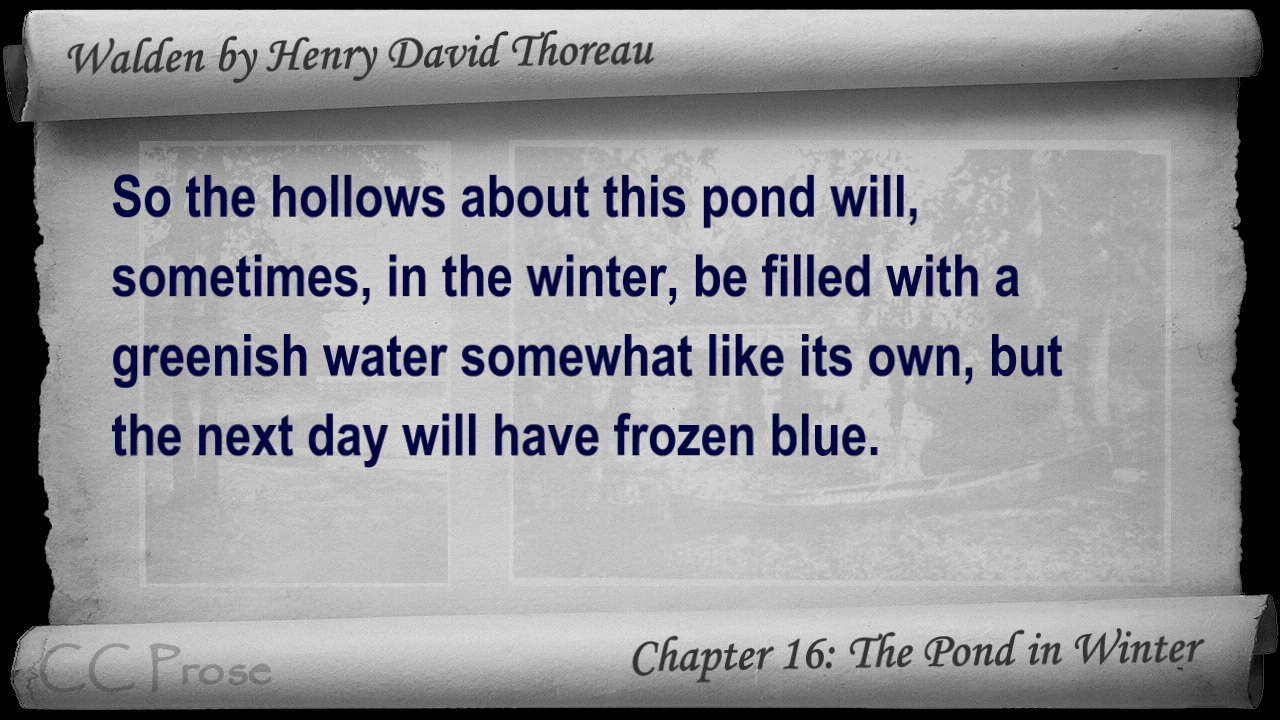 Walden by Henry David Thoreau
So the hollows about this pond will,
sometimes, in the winter, be filled with a
greenish water somewhat like its own, but
the next day will have frozen blue.
Chapter 16: The Pond in Winter
CC Prose